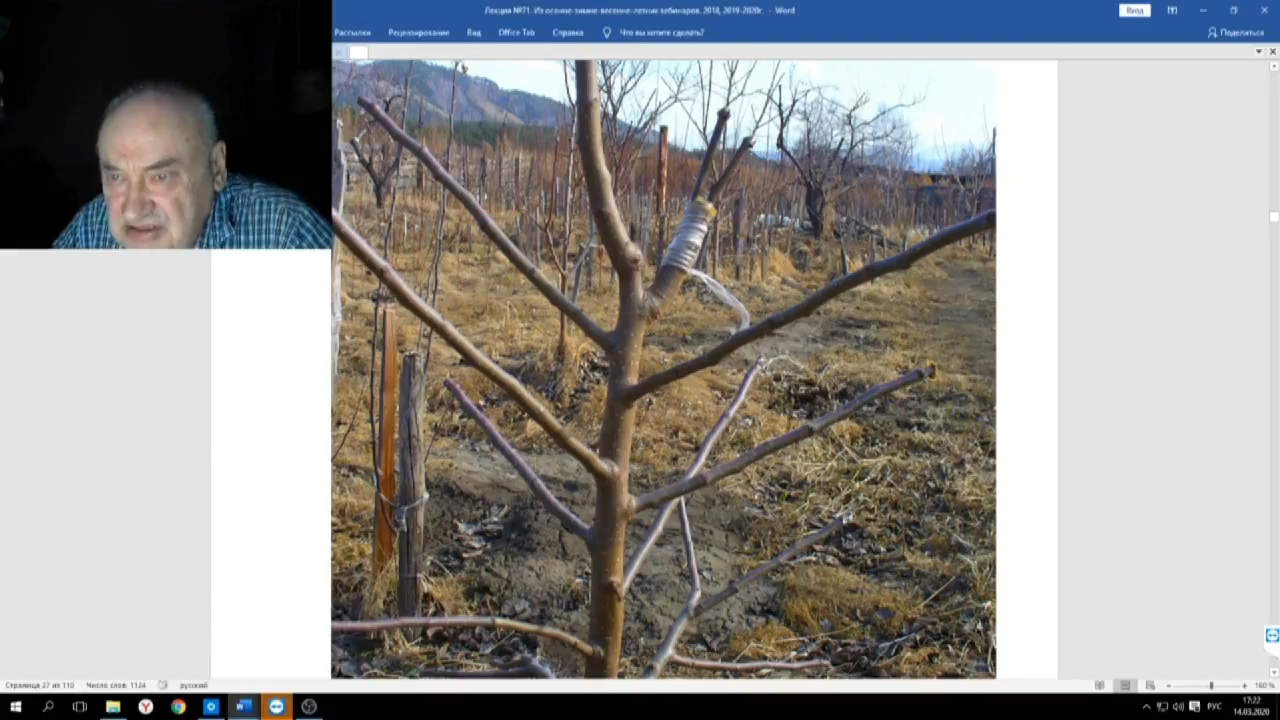 Лекция №71. Из осенне-зимне-весенне-летних вебинаров. 2018, 2019-2020г. - Word
Вход
Рассылки Рецензирование Вид Office Tab Справка Что вы хотите сделать? Поделиться
Страница 27 из 110 Число слов: 1124 русский 160 %
РУС 17:22
14.03.2020